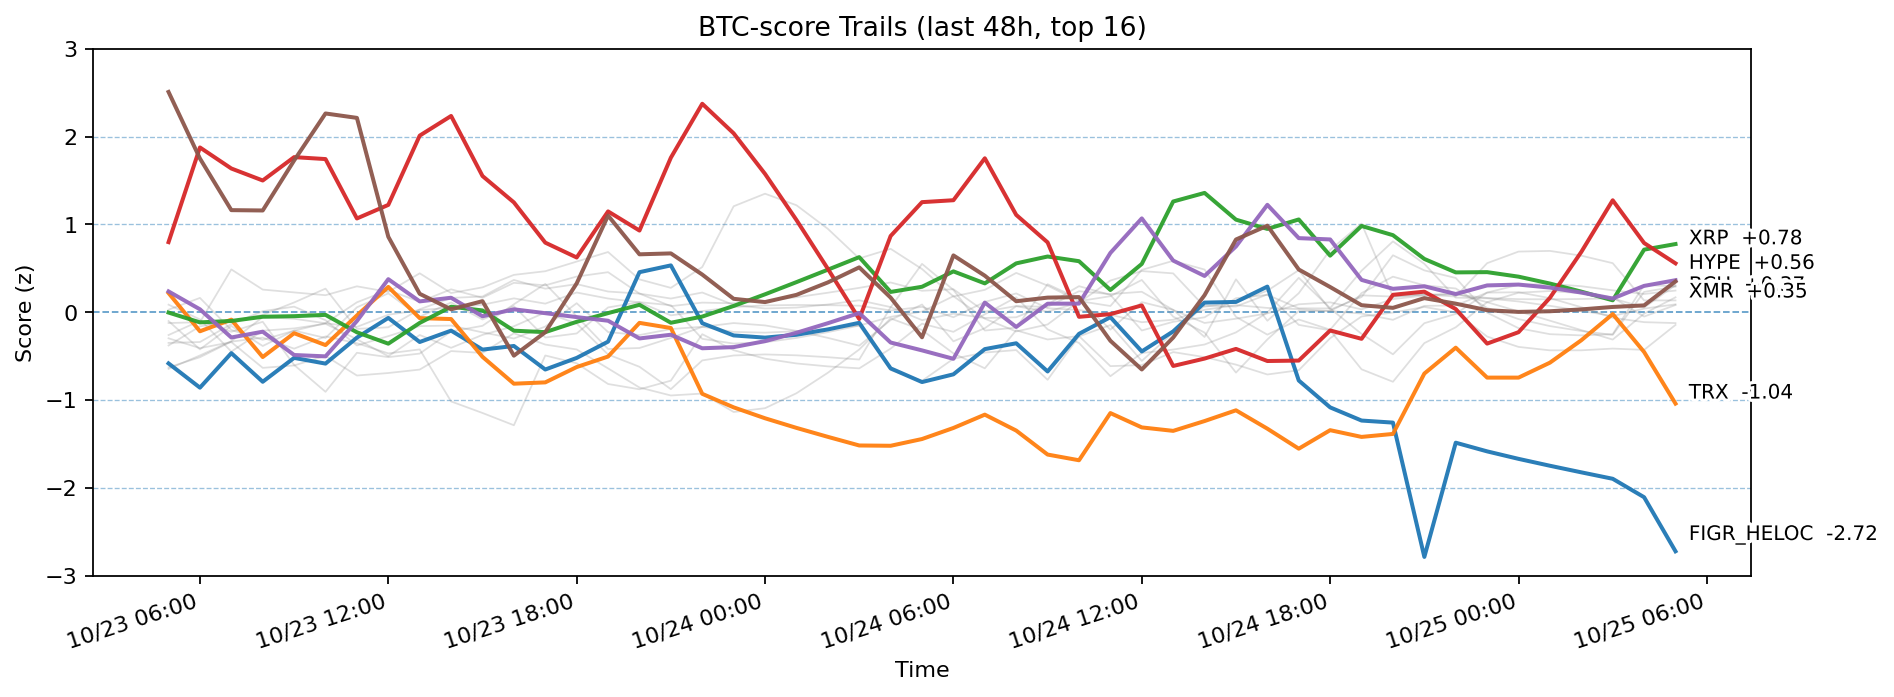 BTC-score Trails (last 48h, top 16)
Score (z)
3
2
1
0
−1
−2
−3
XRP +0.78
HYPE +0.56
XMR +0.35
TRX -1.04
FIGR_HELOC -2.72
10/23 06:00
10/23 12:00
10/23 18:00
10/24 00:00
10/24 06:00
10/24 12:00
10/24 18:00
10/25 00:00
10/25 06:00
Time